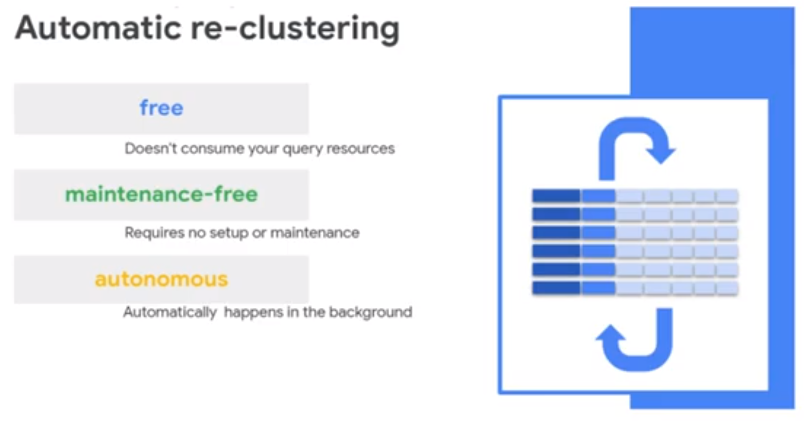 Automatic re-clustering
free
Doesn't consume your query resources
maintenance-free
Requires no setup or maintenance
autonomous
Automatically happens in the background